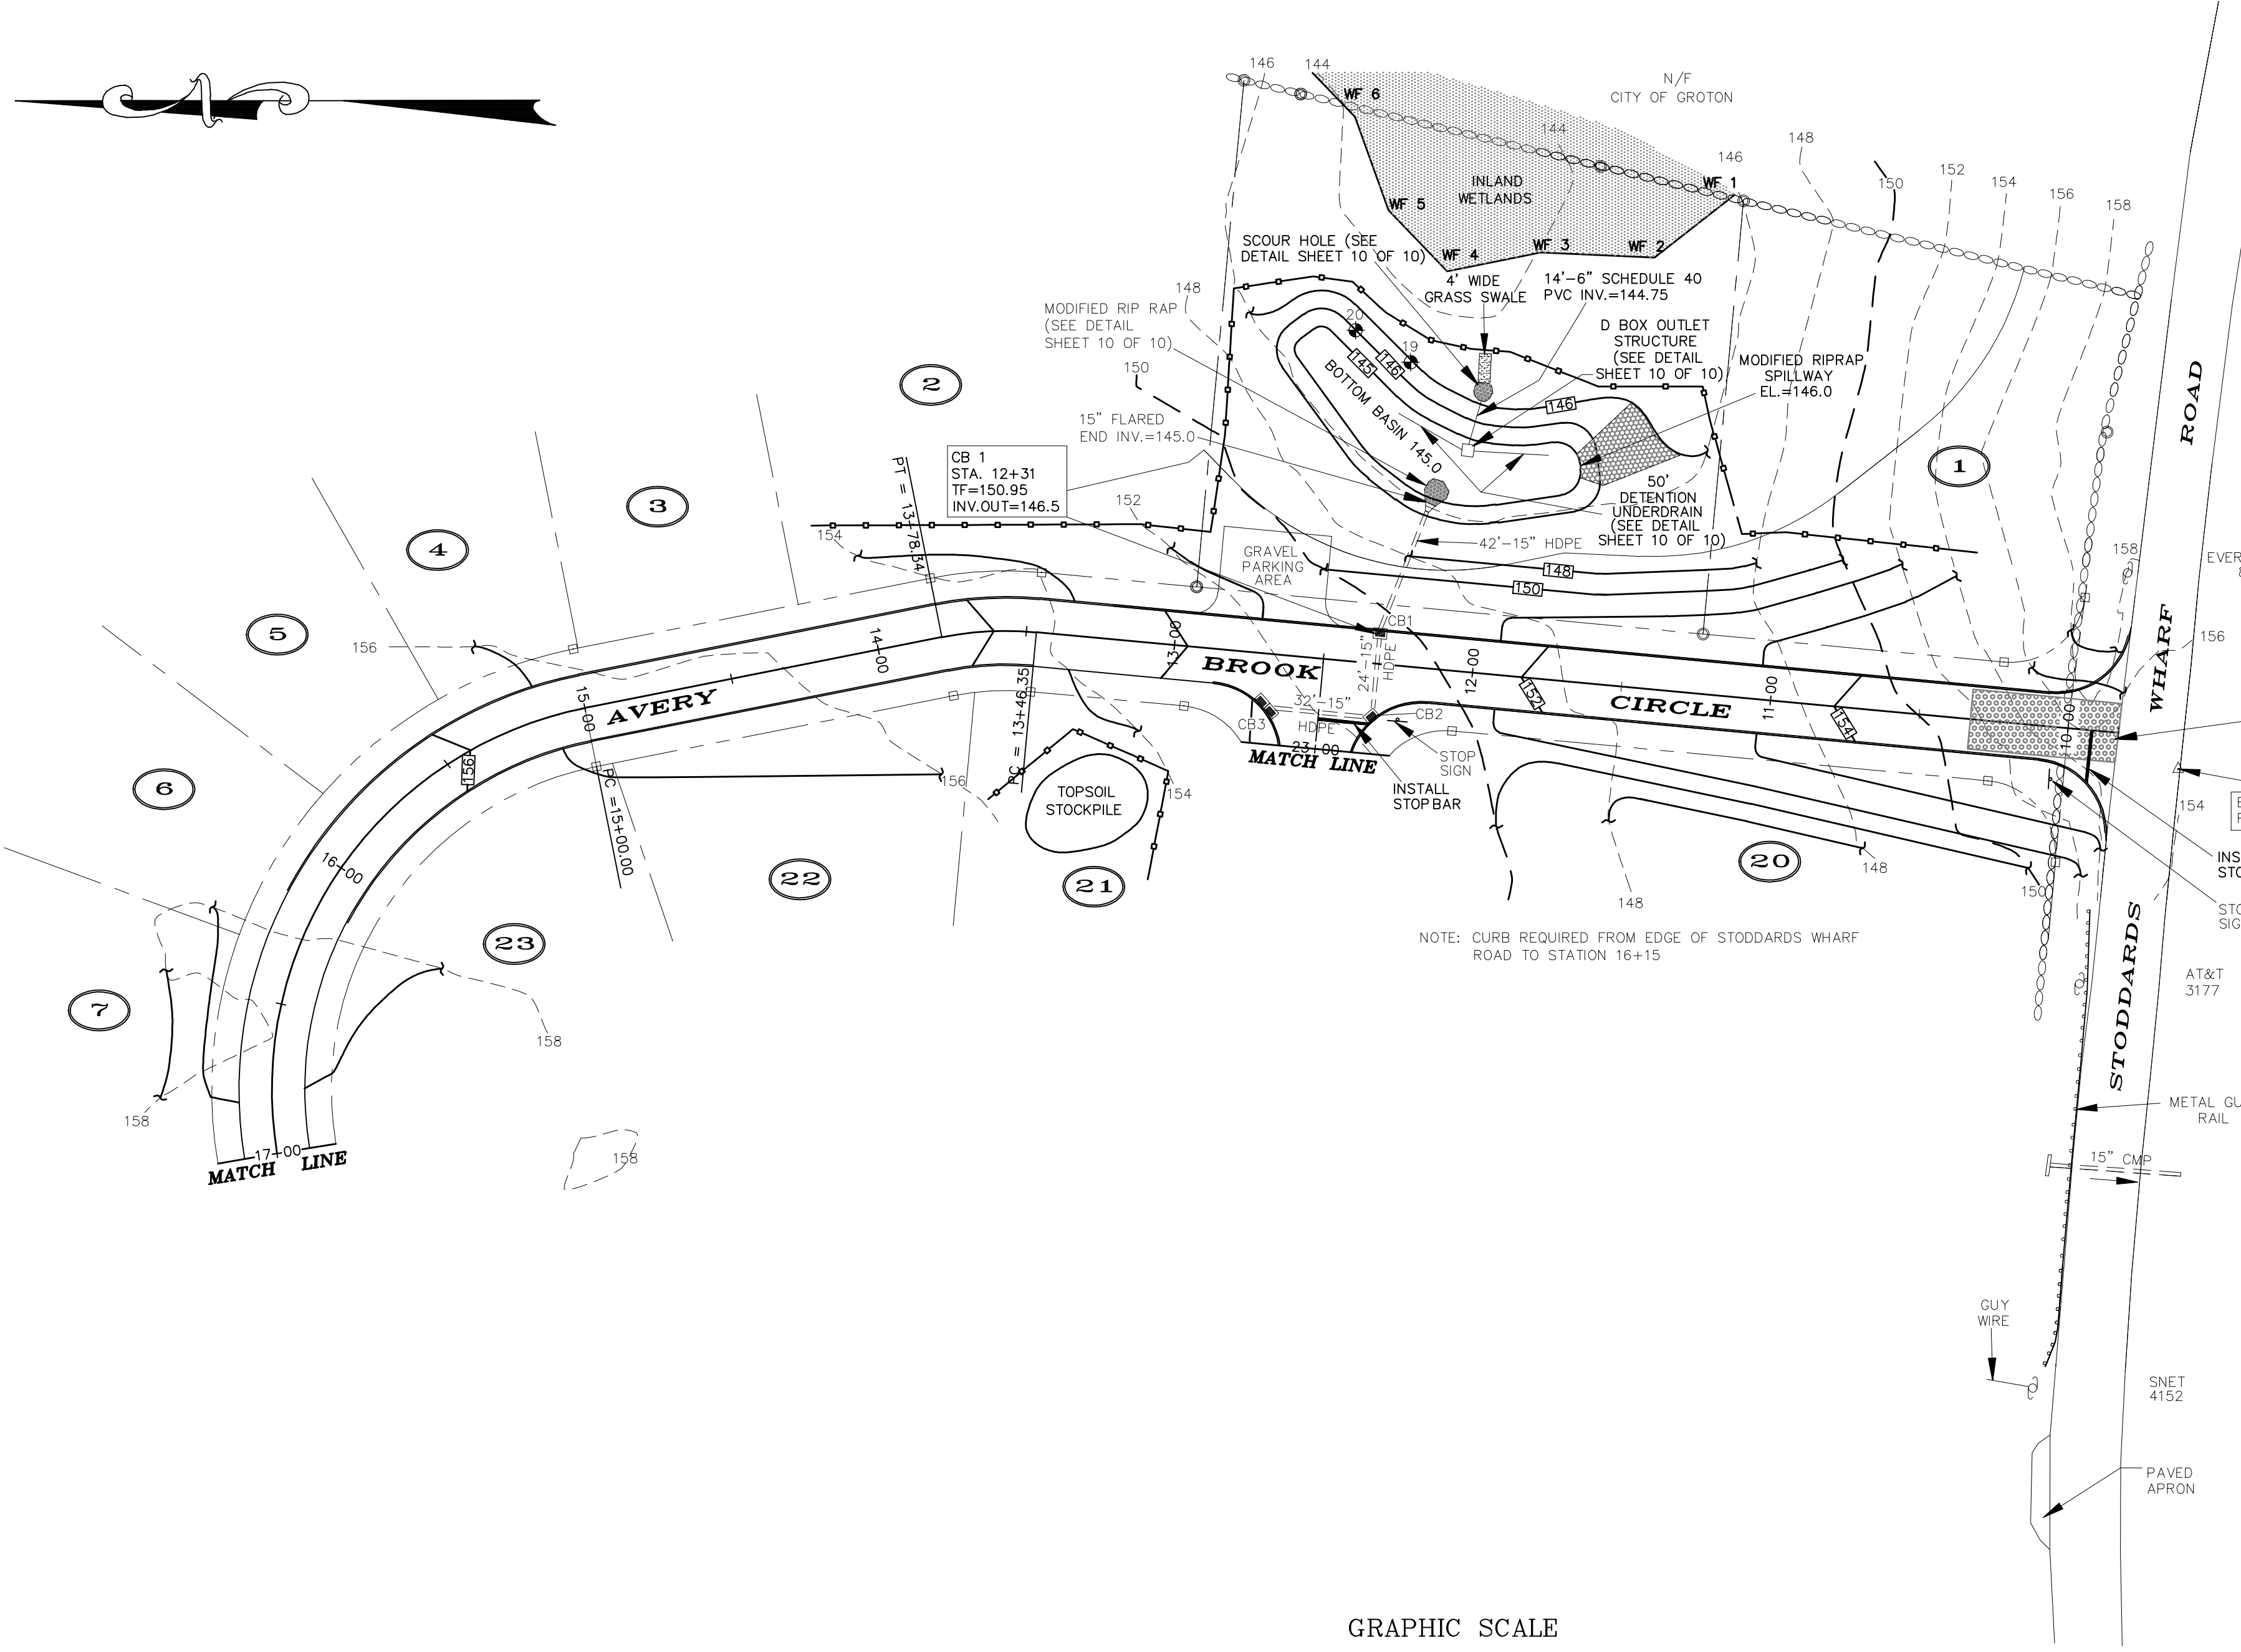 N
146
144
N/F
CITY OF GROTON
WF 6
144
148
146
WF 1
150
152
154
156
158
INLAND
WETLANDS
WF 5
WF 4
WF 3
WF 2
SCOUR HOLE (SEE
DETAIL SHEET 10 OF 10)
4' WIDE
GRASS SWALE
14'-6" SCHEDULE 40
PVC INV.=144.75
148
MODIFIED RIP RAP
(SEE DETAIL
SHEET 10 OF 10)
20
19
D BOX OUTLET
STRUCTURE
(SEE DETAIL
SHEET 10 OF 10)
MODIFIED RIPRAP
SPILLWAY
EL.=146.0
145
146
146
BOTTOM BASIN 145.0
150
2
15" FLARED
END INV.=145.0
CB 1
STA. 12+31
TF=150.95
INV.OUT=146.5
1
50'
DETENTION
UNDERDRAIN
(SEE DETAIL
SHEET 10 OF 10)
3
PT = 13+78.34
152
154
4
GRAVEL
PARKING
AREA
42'-15" HDPE
148
150
158
EVER
8
5
156
14+00
13+00
CB1
24'-15"
HDPE
12+00
11+00
10+00
156
AVERY
BROOK
CIRCLE
15+00
PC = 13+46.35
32'-15"
HDPE
CB3
CB2
152
154
23+00
MATCH LINE
STOP
SIGN
INSTALL
STOP BAR
156
156
154
TOPSOIL
STOCKPILE
PC =15+00.00
6
16+00
22
21
20
148
148
150
154
INS
STO
STO
SIG
NOTE: CURB REQUIRED FROM EDGE OF STODDARDS WHARF
ROAD TO STATION 16+15
23
7
158
158
158
17+00
MATCH LINE
STODDARDS
WHARF
ROAD
AT&T
3177
METAL GU
RAIL
15" CMP
GUY
WIRE
SNET
4152
PAVED
APRON
GRAPHIC SCALE